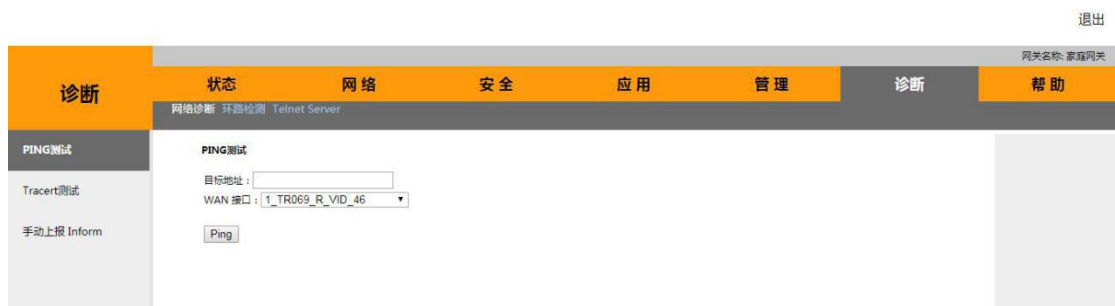 退出
网关名称: 家庭网关
诊断
状态 网络 安全 应用 管理 诊断 帮助
网络诊断 环路检测 Telnet Server
PING测试
Tracert测试
手动上报 Inform
PING测试
目标地址：
WAN 接口： 1_TR069_R_VID_46
Ping